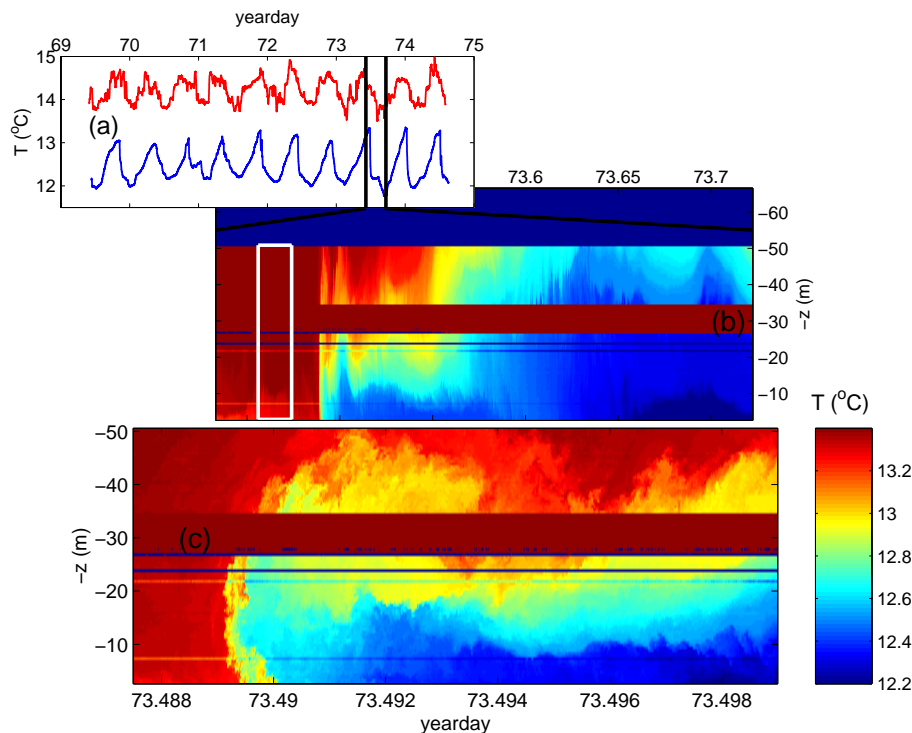 yearday
69 70 71 72 73 74 75
15
14
13
12
T (°C)
(a)
73.6 73.65 73.7
−60
−50
−40
−30
−20
−10
−z (m)
(b)
T (°C)
−50
−40
−30
−20
−10
−z (m)
(c)
13.2
13
12.8
12.6
12.4
12.2
73.488 73.49 73.492 73.494 73.496 73.498
yearday